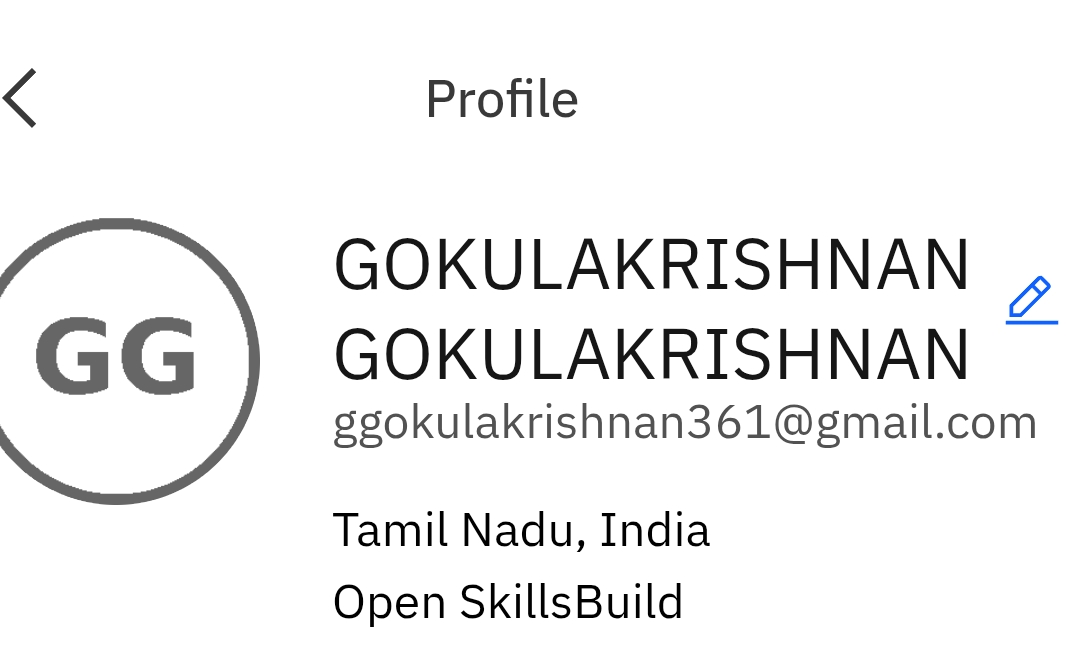 Profile
GG
GOKULAKRISHNAN
GOKULAKRISHNAN
ggokulakrishnan361@gmail.com
Tamil Nadu, India
Open SkillsBuild